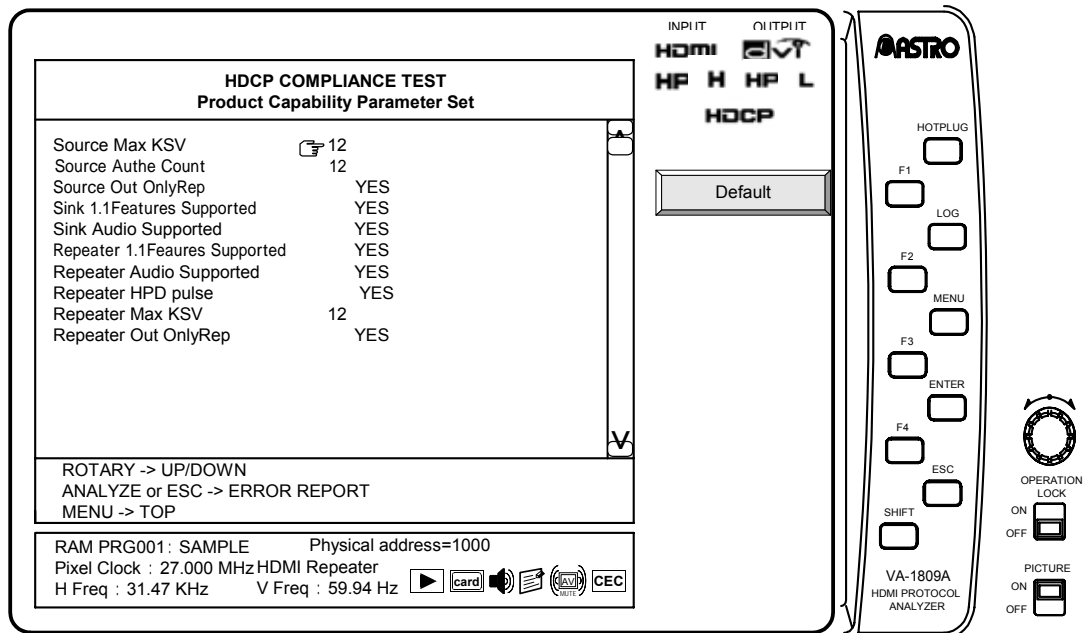 INPUT OUTPUT
HDMI DVI
HP H HP L
HDCP
HDCP COMPLIANCE TEST
Product Capability Parameter Set
Source Max KSV 12
Source Authe Count 12
Source Out OnlyRep YES
Sink 1.1Features Supported YES
Sink Audio Supported YES
Repeater 1.1Feaures Supported YES
Repeater Audio Supported YES
Repeater HPD pulse YES
Repeater Max KSV 12
Repeater Out OnlyRep YES
ROTARY -> UP/DOWN
ANALYZE or ESC -> ERROR REPORT
MENU -> TOP
RAM PRG001: SAMPLE Physical address=1000
Pixel Clock : 27.000 MHz HDMI Repeater
H Freq : 31.47 KHz V Freq : 59.94 Hz
card
AV
MUTE
CEC
Default
ASTRO
HOTPLUG
F1
LOG
F2
MENU
F3
ENTER
F4
ESC
SHIFT
VA-1809A
HDMI PROTOCOL
ANALYZER
OPERATION
LOCK
ON
OFF
PICTURE
ON
OFF